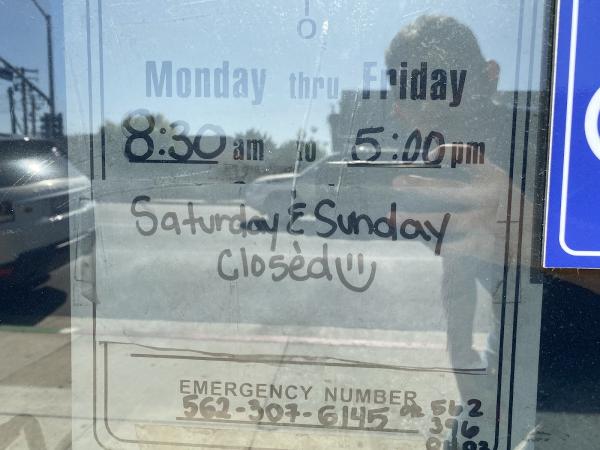 Monday thru Friday
8:30 am to 5:00 pm
Saturday & Sunday
Closed
EMERGENCY NUMBER
562-307-6145 or 562
396